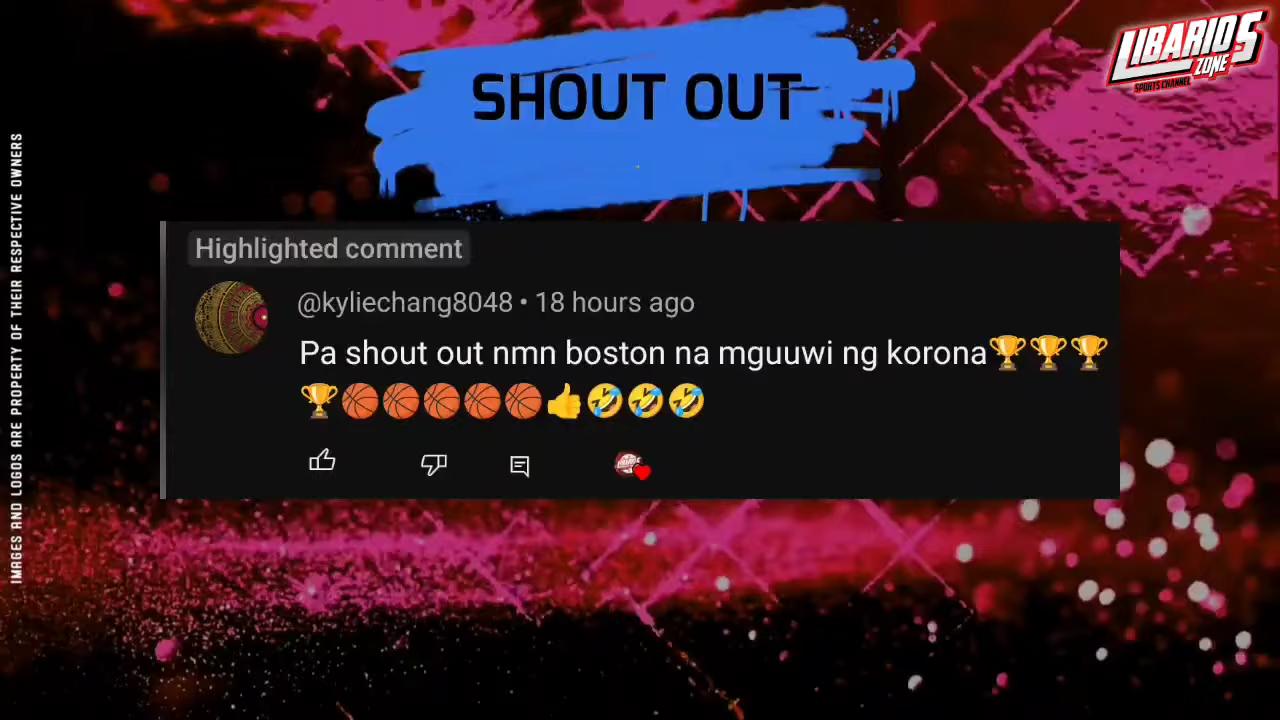 LIBARIOS
ZONE
SPORTS CHANNEL
SHOUT OUT
IMAGES AND LOGOS ARE PROPERTY OF THEIR RESPECTIVE OWNERS
Highlighted comment
@kyliechang8048 • 18 hours ago
Pa shout out nmn boston na mguuwi ng korona🏆🏆🏆
🏆🏀🏀🏀🏀🏀👍🤣🤣🤣